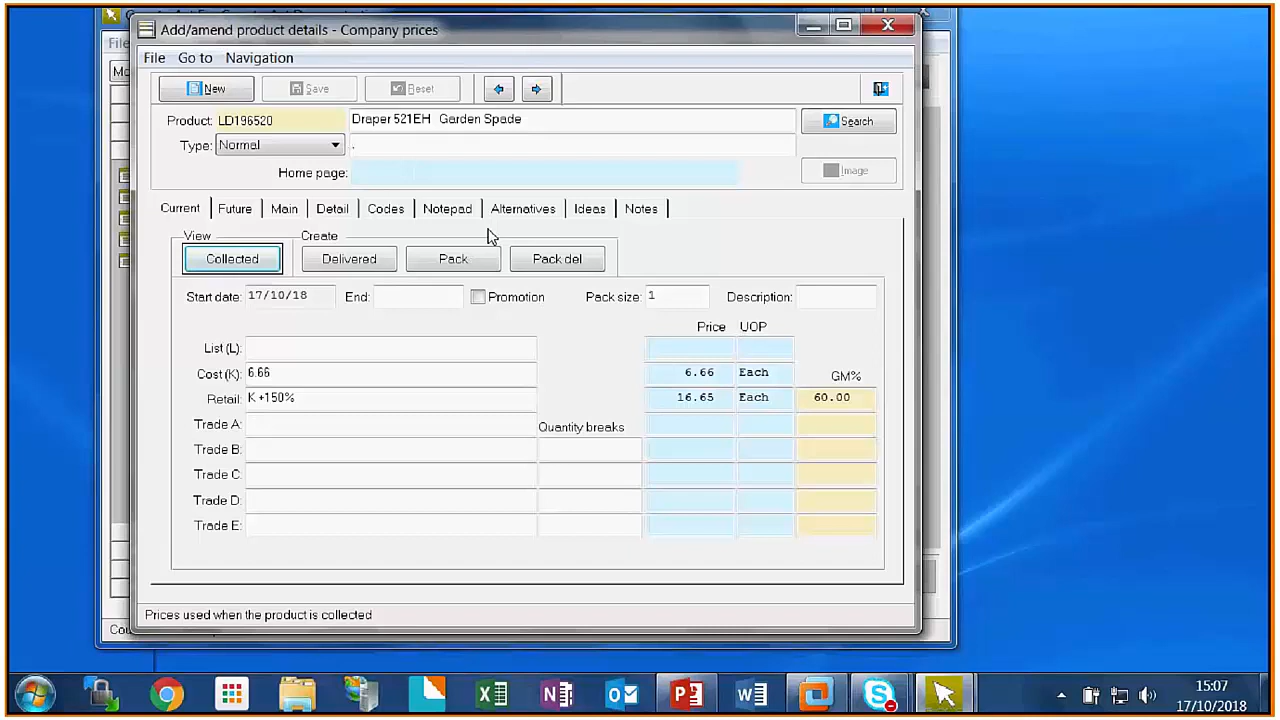 Add/amend product details - Company prices
File
Mo
Cou
File Go to Navigation
New Save Reset
Product: LD196520 Draper 521EH Garden Spade Search
Type: Normal .
Home page: Image
Current Future Main Detail Codes Notepad Alternatives Ideas Notes
View Create
Collected Delivered Pack Pack del
Start date: 17/10/18 End: Promotion Pack size: 1 Description:
Price UOP
List (L):
Cost (K): 6.66 6.66 Each GM%
Retail: K +150% 16.65 Each 60.00
Trade A: Quantity breaks
Trade B:
Trade C:
Trade D:
Trade E:
Prices used when the product is collected
15:07
17/10/2018